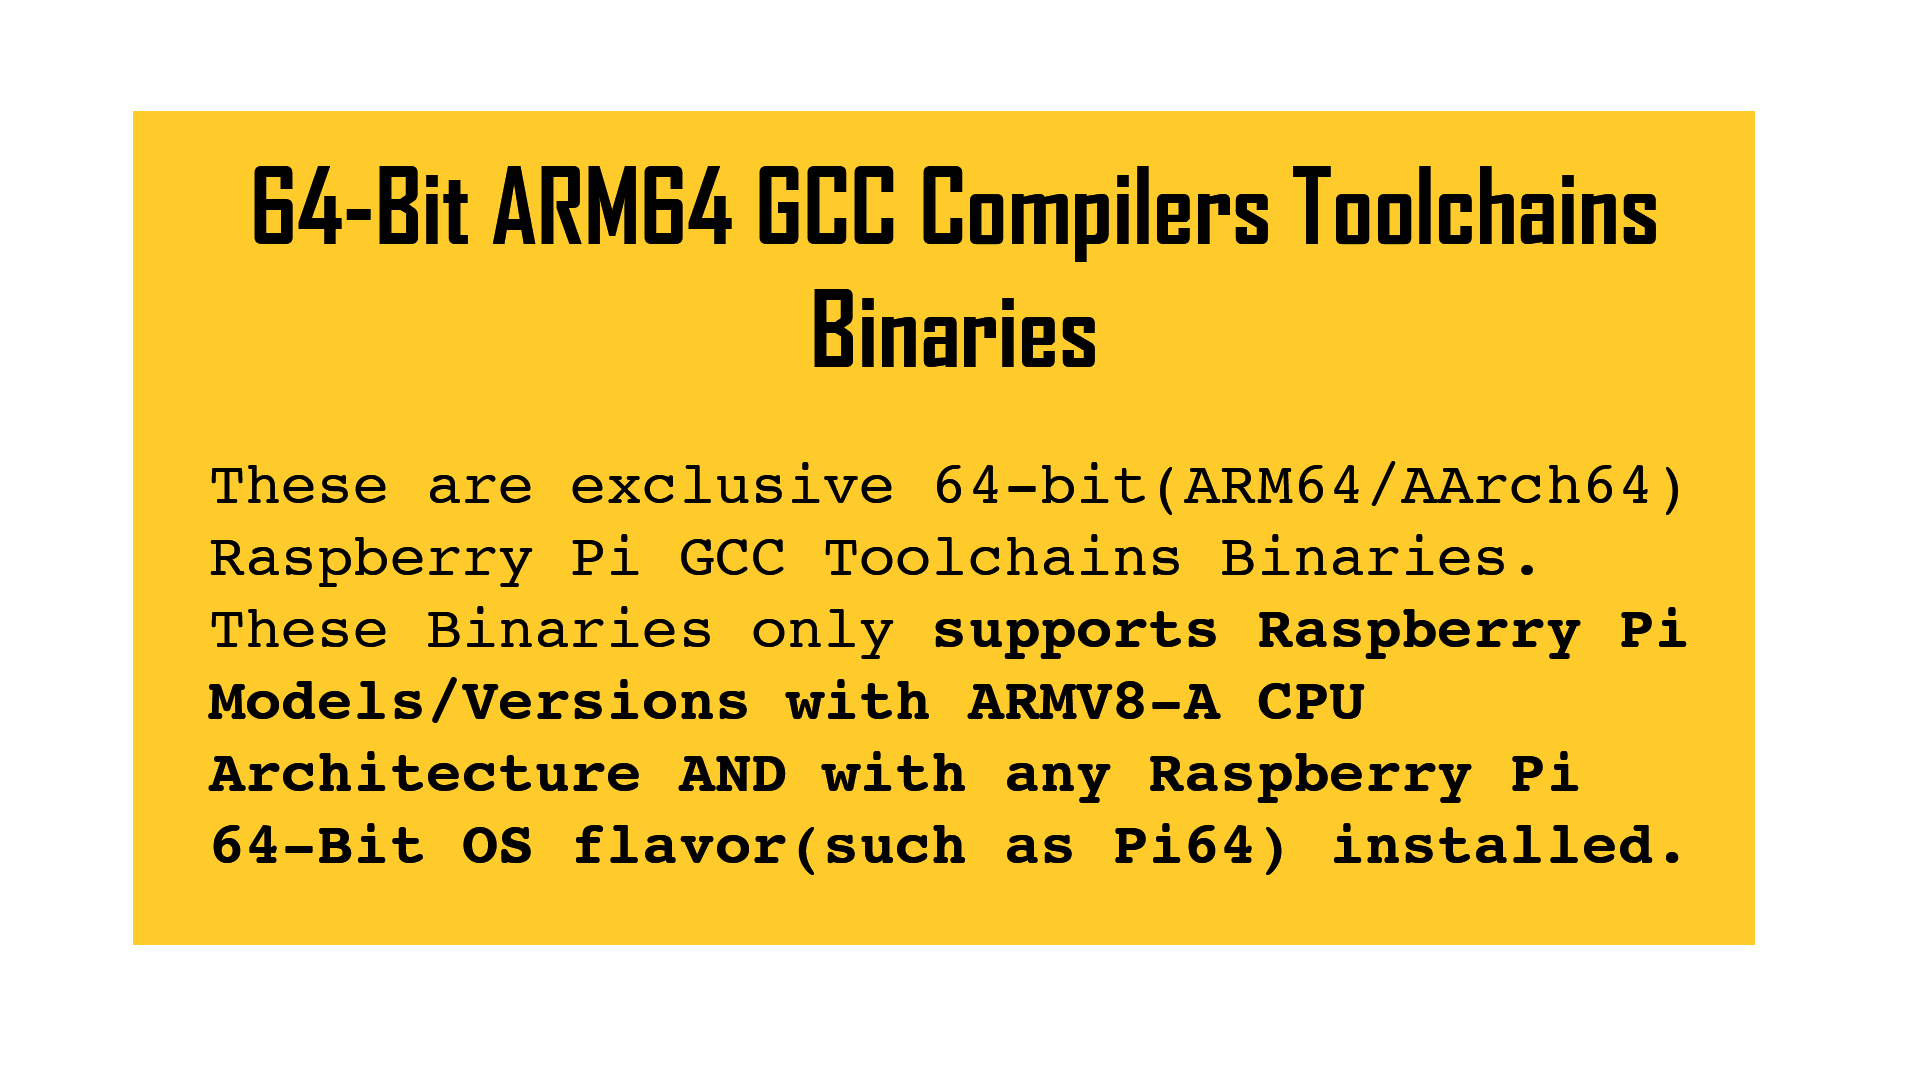 64-Bit ARM64 GCC Compilers Toolchains
Binaries
These are exclusive 64-bit(ARM64/AArch64)
Raspberry Pi GCC Toolchains Binaries.
These Binaries only supports Raspberry Pi
Models/Versions with ARMV8-A CPU
Architecture AND with any Raspberry Pi
64-Bit OS flavor(such as Pi64) installed.